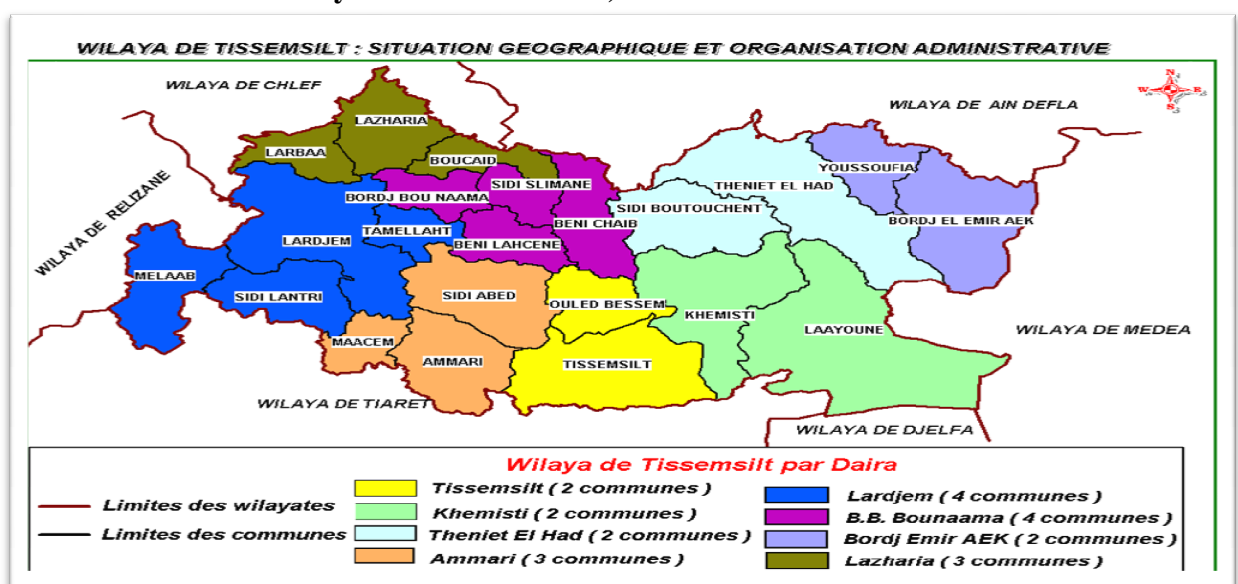 WILAYA DE TISSEMSILT : SITUATION GEOGRAPHIQUE ET ORGANISATION ADMINISTRATIVE
WILAYA DE CHLEF
N
W E
S
WILAYA DE AIN DEFLA
LAZHARIA
LARBAA
BOUCAID
YOUSSOUFIA
SIDI SLIMANE
THENIET EL HAD
BORDJ BOU NAAMA
SIDI BOUTOUCHENT
WILAYA DE RELIZANE
BENI CHAIB
BORDJ EL EMIR AEK
TAMELLAHT
LARDJEM
BENI LAHCENE
MELAAB
SIDI LANTRI
SIDI ABED
OULED BESSEM
KHEMISTI
LAAYOUNE
WILAYA DE MEDEA
MAACEM
AMMARI
TISSEMSILT
WILAYA DE TIARET
WILAYA DE DJELFA
Wilaya de Tissemsilt par Daira
Limites des wilayates
Limites des communes
Tissemsilt ( 2 communes )
Khemisti ( 2 communes )
Theniet El Had ( 2 communes )
Ammari ( 3 communes )
Lardjem ( 4 communes )
B.B. Bounaama ( 4 communes )
Bordj Emir AEK ( 2 communes )
Lazharia ( 3 communes )